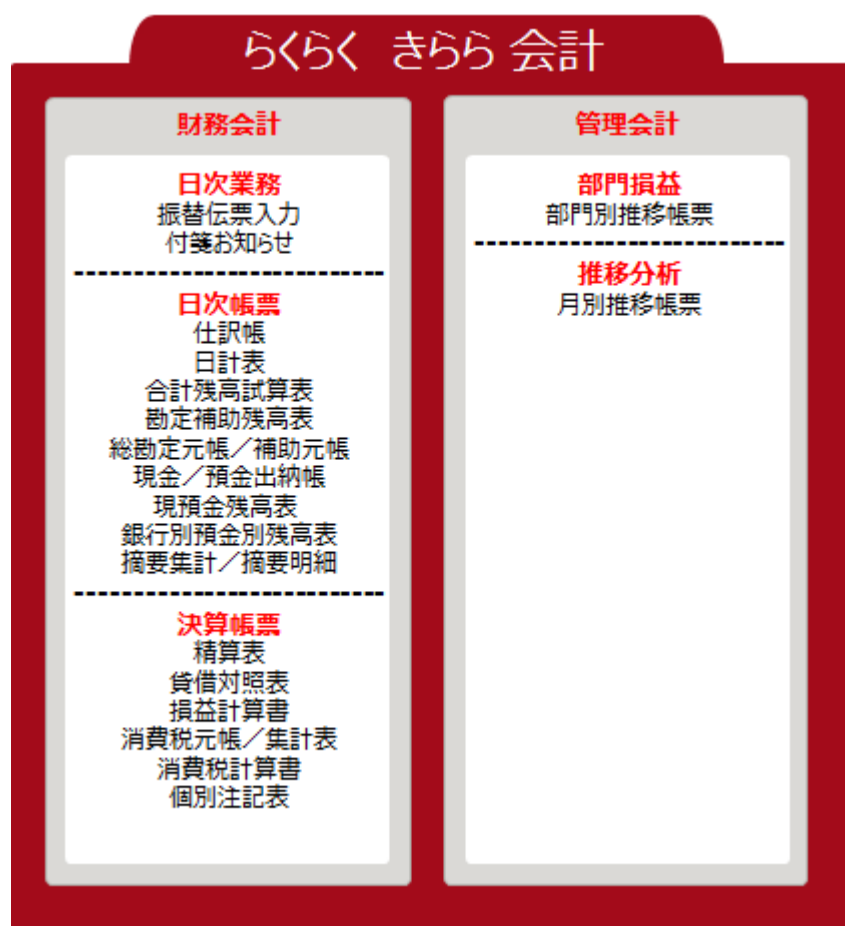 らくらく きらら 会計
財務会計
日次業務
振替伝票入力
付箋お知らせ
日次帳票
仕訳帳
日計表
合計残高試算表
勘定補助残高表
総勘定元帳／補助元帳
現金／預金出納帳
現預金残高表
銀行別預金別残高表
摘要集計／摘要明細
決算帳票
精算表
貸借対照表
損益計算書
消費税元帳／集計表
消費税計算書
個別注記表
管理会計
部門損益
部門別推移帳票
推移分析
月別推移帳票